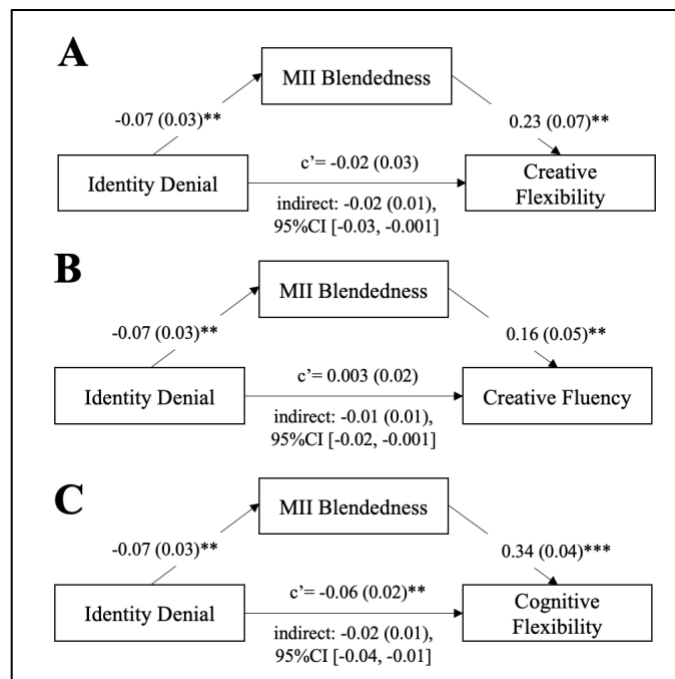 A
MII Blendedness
-0.07 (0.03)**
0.23 (0.07)**
Identity Denial
c’= -0.02 (0.03)
indirect: -0.02 (0.01),
95%CI [-0.03, -0.001]
Creative
Flexibility
B
MII Blendedness
-0.07 (0.03)**
0.16 (0.05)**
Identity Denial
c’= 0.003 (0.02)
indirect: -0.01 (0.01),
95%CI [-0.02, -0.001]
Creative Fluency
C
MII Blendedness
-0.07 (0.03)**
0.34 (0.04)***
Identity Denial
c’= -0.06 (0.02)**
indirect: -0.02 (0.01),
95%CI [-0.04, -0.01]
Cognitive
Flexibility